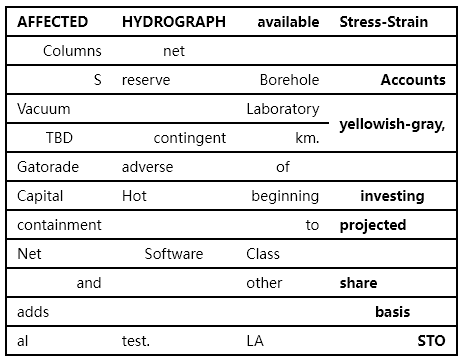 AFFECTED HYDROGRAPH available Stress-Strain
Columns net
S reserve Borehole Accounts
Vacuum Laboratory yellowish-gray,
TBD contingent km.
Gatorade adverse of
Capital Hot beginning investing
containment to projected
Net Software Class
and other share
adds basis
al test. LA STO